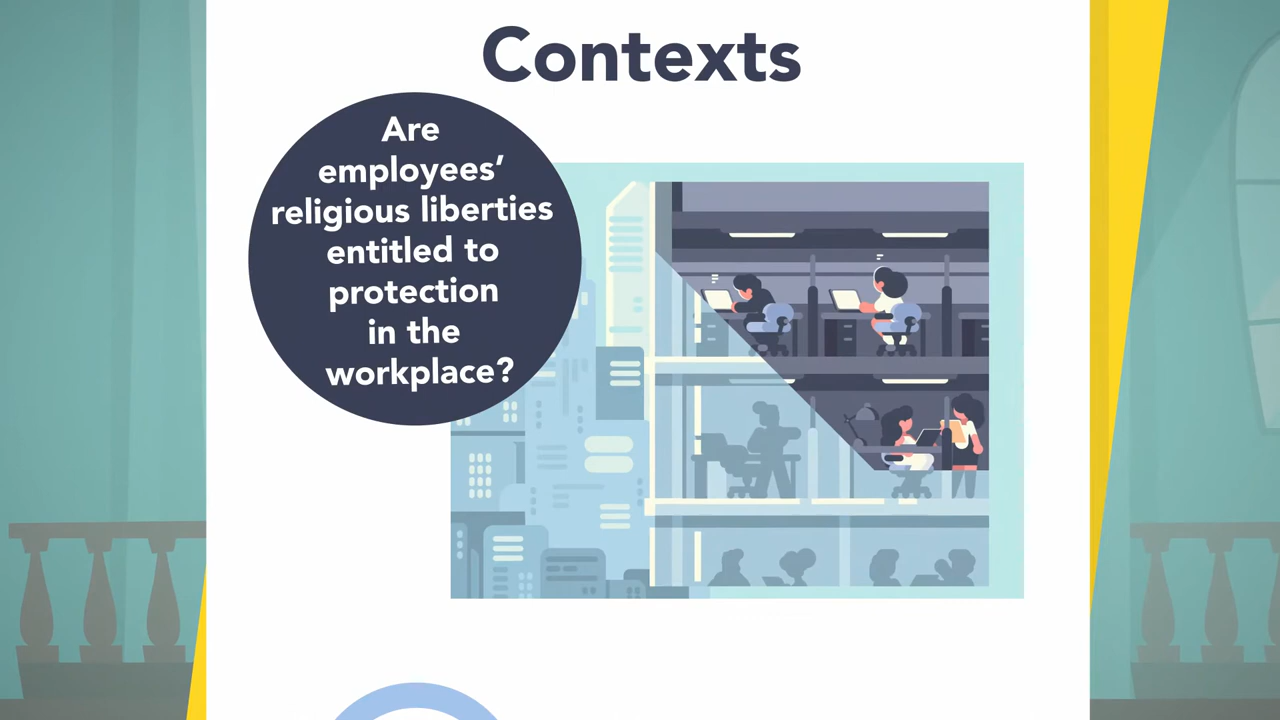 Contexts
Are
employees’
religious liberties
entitled to
protection
in the
workplace?